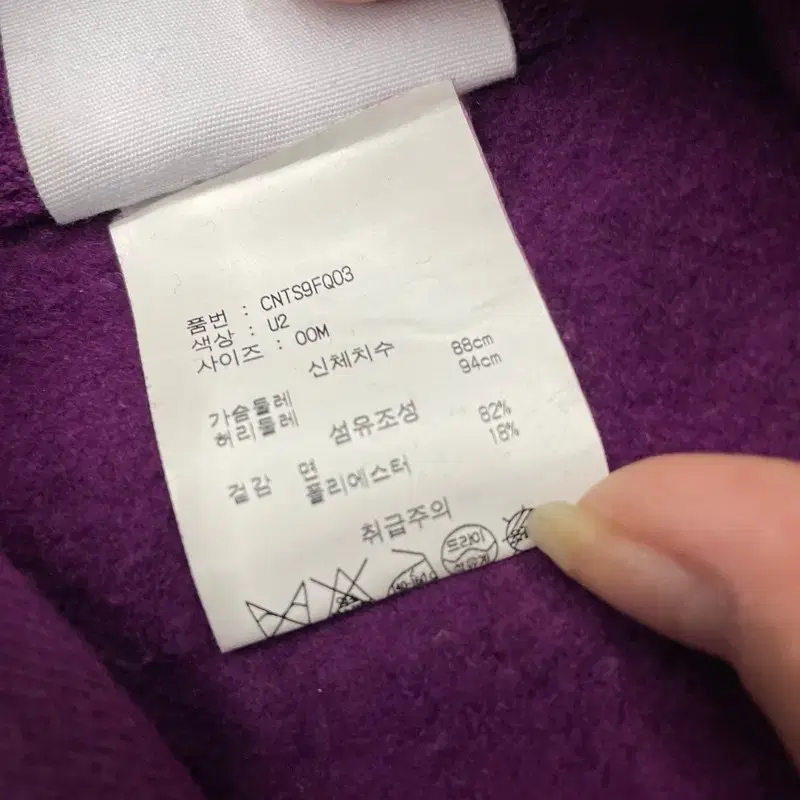 품번 : CNTS9FQ03
색상 : U2
사이즈 : 00M
신체치수
가슴둘레 88cm
허리둘레 94cm
섬유조성
겉감 면 82%
폴리에스터 18%
취급주의
드라이